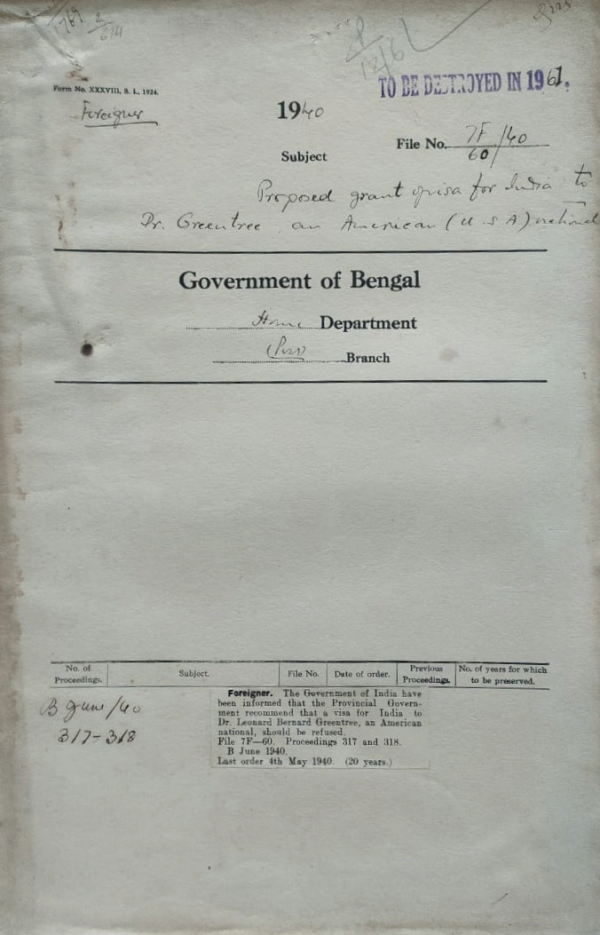 TO BE DESTROYED IN 1961.
Form No. XXXVIII, S. I., 1924.
Foreigner
1940
File No. 7F/60/40
Subject
Proposed grant of visa for India to
Dr. Greentree an American (U S A) national
Government of Bengal
Home Department
Branch
No. of Proceedings.
Subject.
File No.
Date of order.
Previous Proceedings.
No. of years for which to be preserved.
B June/40
317-318
Foreigner. The Government of India have
been informed that the Provincial Govern-
ment recommend that a visa for India to
Dr. Leonard Bernard Greentree, an American
national, should be refused.
File 7F—60. Proceedings 317 and 318.
B June 1940.
Last order 4th May 1940. (20 years.)